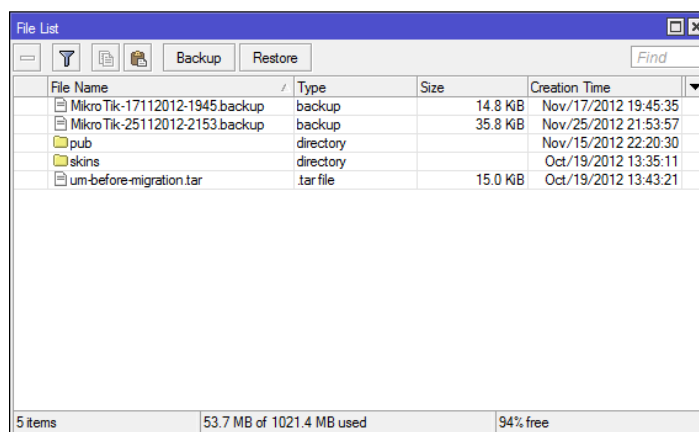 File List
Backup Restore Find
File Name / Type Size Creation Time
MikroTik-17112012-1945.backup backup 14.8 KiB Nov/17/2012 19:45:35
MikroTik-25112012-2153.backup backup 35.8 KiB Nov/25/2012 21:53:57
pub directory Nov/15/2012 22:20:30
skins directory Oct/19/2012 13:35:11
um-before-migration.tar .tar file 15.0 KiB Oct/19/2012 13:43:21
5 items 53.7 MB of 1021.4 MB used 94% free